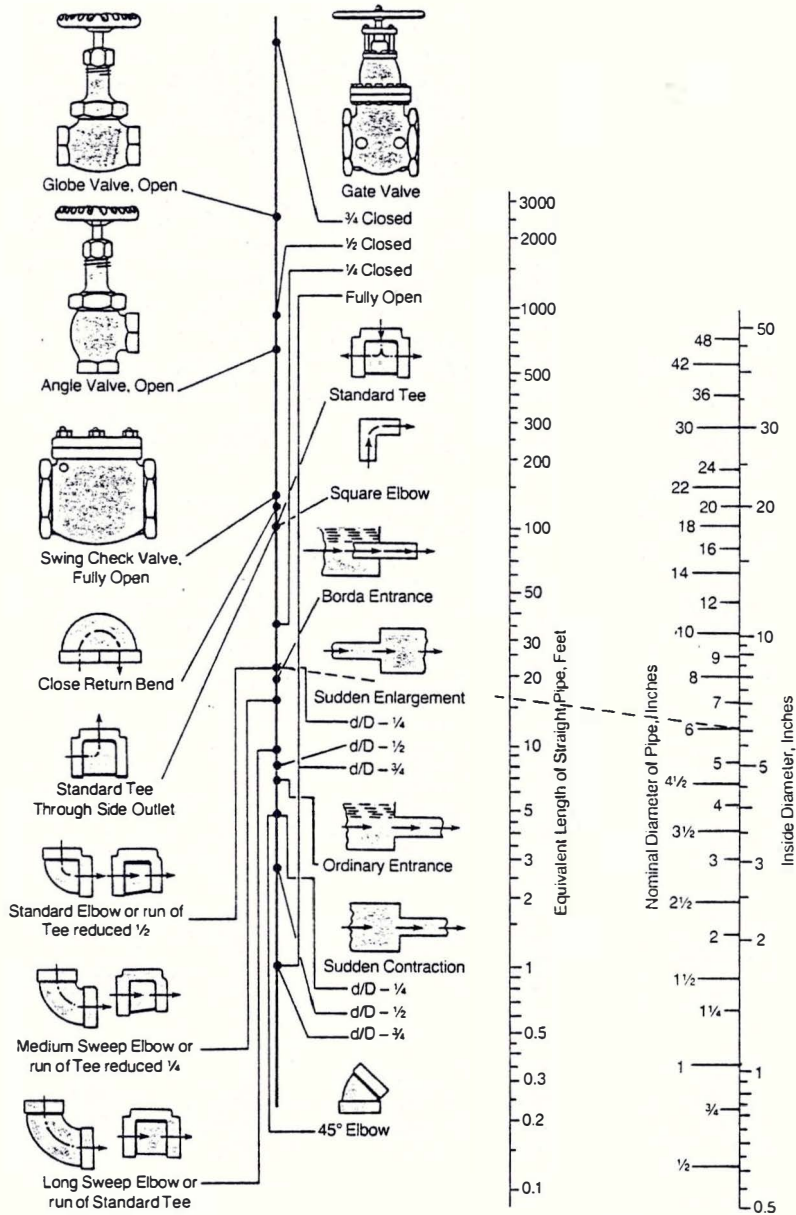 Globe Valve, Open
Angle Valve, Open
Swing Check Valve,
Fully Open
Close Return Bend
Standard Tee
Through Side Outlet
Standard Elbow or run of
Tee reduced ½
Medium Sweep Elbow or
run of Tee reduced ¼
Long Sweep Elbow or
run of Standard Tee
Gate Valve
¾ Closed
½ Closed
¼ Closed
Fully Open
Standard Tee
Square Elbow
Borda Entrance
Sudden Enlargement
d/D – ¼
d/D – ½
d/D – ¾
Ordinary Entrance
Sudden Contraction
d/D – ¼
d/D – ½
d/D – ¾
45° Elbow
Equivalent Length of Straight Pipe, Feet
3000
2000
1000
500
300
200
100
50
30
20
10
5
3
2
1
0.5
0.3
0.2
0.1
Nominal Diameter of Pipe, Inches
48
42
36
30
24
22
20
18
16
14
12
10
9
8
7
6
5
4½
4
3½
3
2½
2
1½
1¼
1
¾
½
Inside Diameter, Inches
50
30
20
10
5
3
2
1
0.5